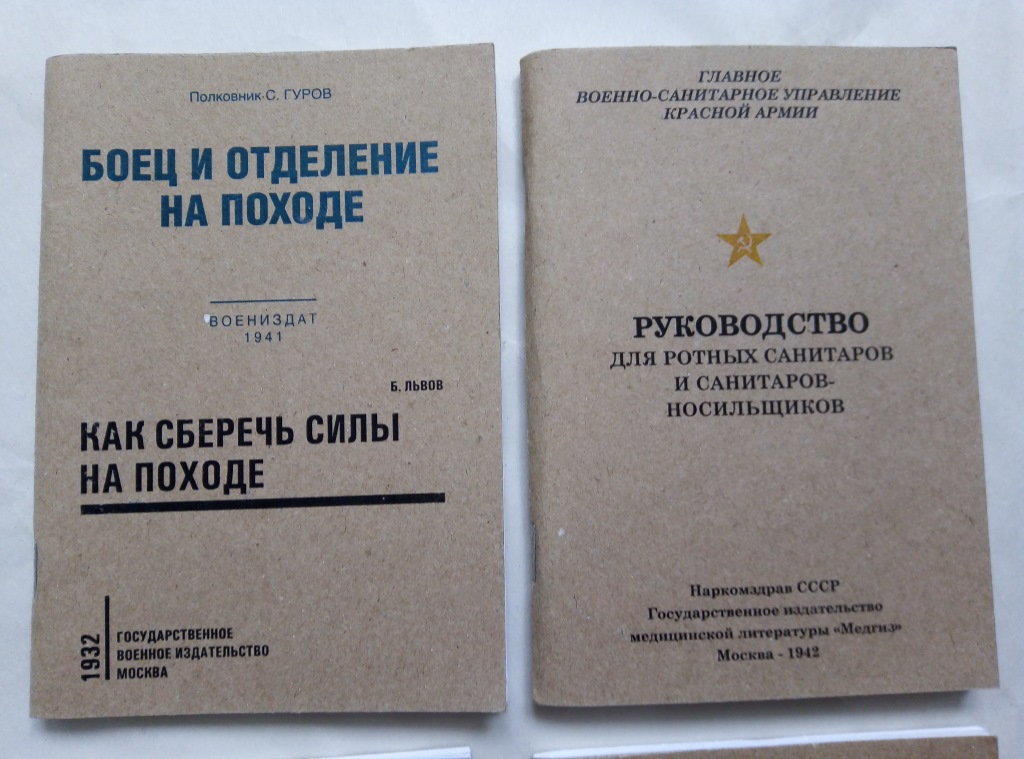 Полковник С. ГУРОВ
БОЕЦ И ОТДЕЛЕНИЕ
НА ПОХОДЕ
ВОЕНИЗДАТ
1941
Б. ЛЬВОВ
КАК СБЕРЕЧЬ СИЛЫ
НА ПОХОДЕ
1932
ГОСУДАРСТВЕННОЕ
ВОЕННОЕ ИЗДАТЕЛЬСТВО
МОСКВА
ГЛАВНОЕ
ВОЕННО-САНИТАРНОЕ УПРАВЛЕНИЕ
КРАСНОЙ АРМИИ
РУКОВОДСТВО
ДЛЯ РОТНЫХ САНИТАРОВ
И САНИТАРОВ-
НОСИЛЬЩИКОВ
Наркомздрав СССР
Государственное издательство
медицинской литературы «Медгиз»
Москва - 1942